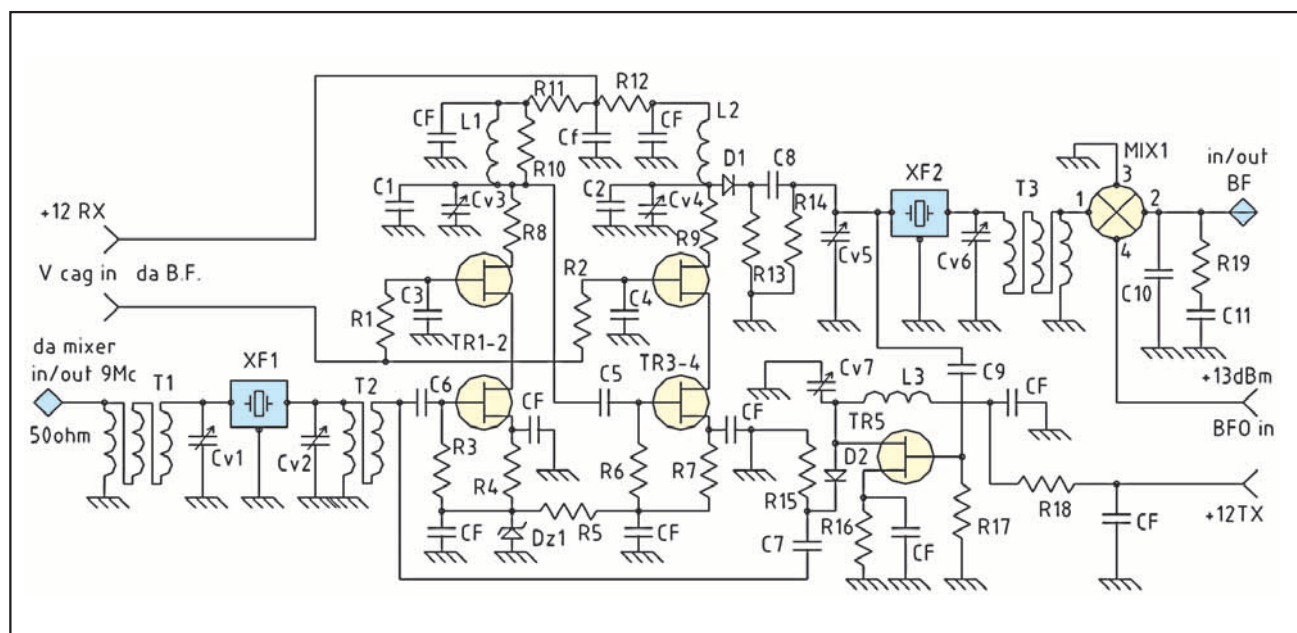 R11
R12
CF
L1
Cf
CF
L2
R10
D1
C8
MIX1
in/out
BF
3
XF2
T3
1
2
4
C1
Cv3
C2
Cv4
R14
+12 RX
R8
R9
Cv5
R13
Cv6
R19
C10
C11
V cag in da B.F.
C3
R2
C4
R1
TR1-2
TR3-4
da mixer
in/out 9Mc
50ohm
T1
XF1
T2
C6
C5
CF
CF
Cv7
L3
C9
CF
+13dBm
BFO in
TR5
D2
Cv1
Cv2
R3
R4
R6
R7
R15
R16
R17
R18
CF
+12TX
CF
Dz1
R5
CF
C7
CF